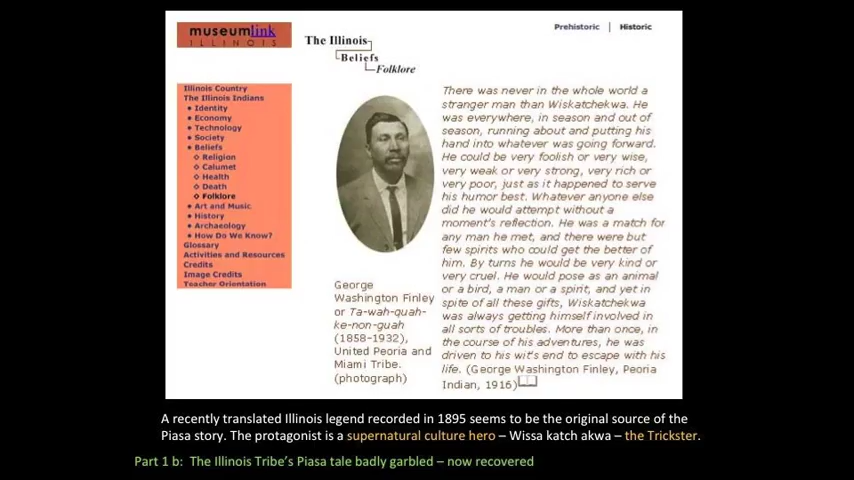 museumlink
ILLINOIS
The Illinois
Beliefs
Folklore
Prehistoric | Historic
Illinois Country
The Illinois Indians
Identity
Economy
Technology
Society
Beliefs
Religion
Calumet
Health
Death
Folklore
Art and Music
History
Archaeology
How Do We Know?
Glossary
Activities and Resources
Credits
Image Credits
Teacher Orientation
George
Washington Finley
or Ta-wah-quah-
ke-non-guah
(1858-1932),
United Peoria and
Miami Tribe.
(photograph)
There was never in the whole world a
stranger man than Wiskatchekwa. He
was everywhere, in season and out of
season, running about and putting his
hand into whatever was going forward.
He could be very foolish or very wise,
very weak or very strong, very rich or
very poor, just as it happened to serve
his humor best. Whatever anyone else
did he would attempt without a
moment's reflection. He was a match for
any man he met, and there were but
few spirits who could get the better of
him. By turns he would be very kind or
very cruel. He would pose as an animal
or a bird, a man or a spirit, and yet in
spite of all these gifts, Wiskatchekwa
was always getting himself involved in
all sorts of troubles. More than once, in
the course of his adventures, he was
driven to his wit's end to escape with his
life. (George Washington Finley, Peoria
Indian, 1916)
A recently translated Illinois legend recorded in 1895 seems to be the original source of the
Piasa story. The protagonist is a supernatural culture hero – Wissa katch akwa – the Trickster.
Part 1 b: The Illinois Tribe's Piasa tale badly garbled – now recovered